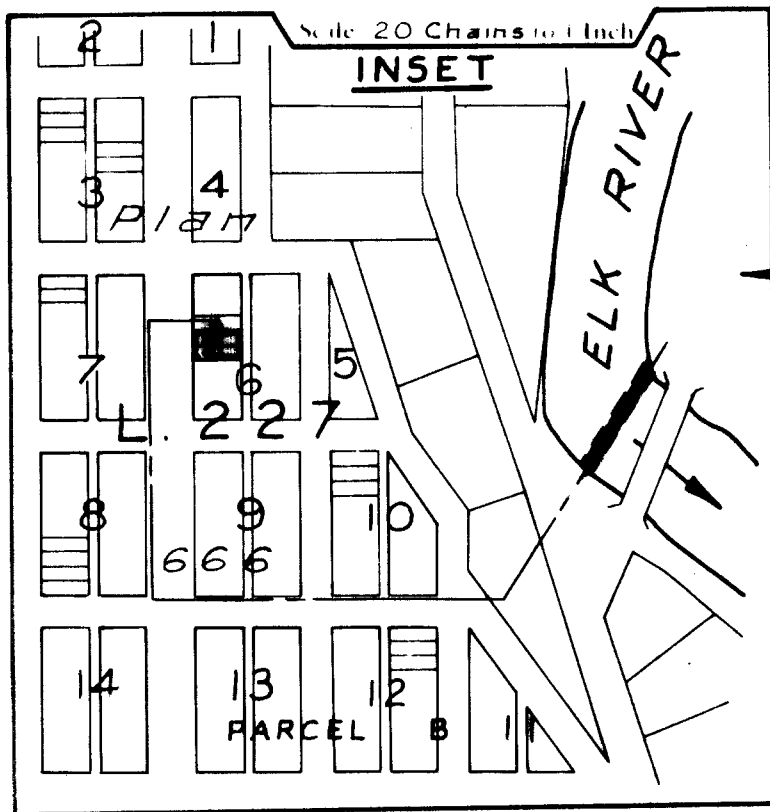 Scale 20 Chains to 1 Inch
INSET
2 1
ELK RIVER
3 4
Plan
7 6 5
L. 227
8 9 10
666
14 13 12 11
PARCEL B